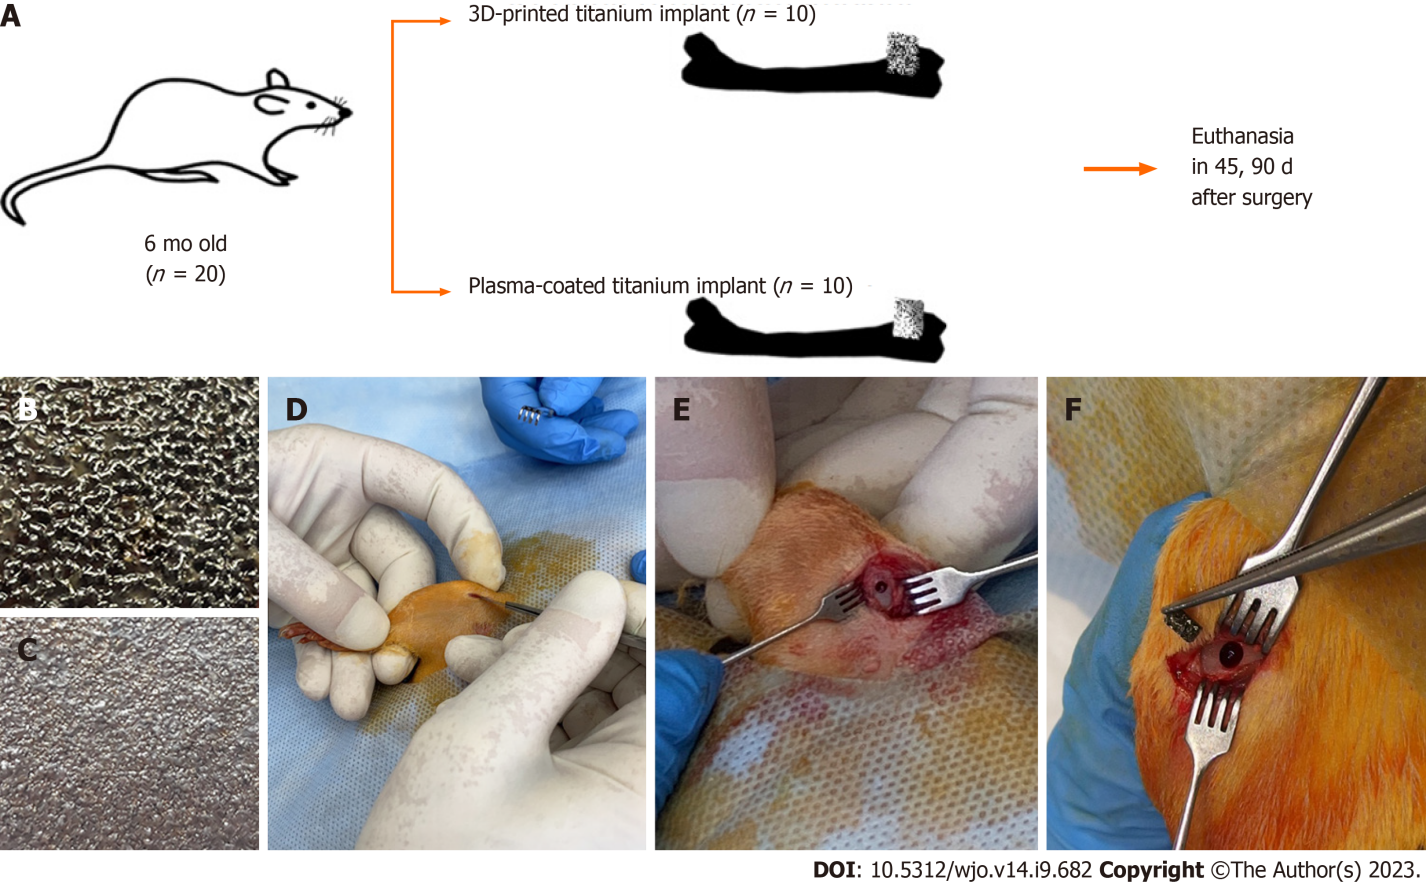 A
3D-printed titanium implant (n = 10)
Euthanasia
in 45, 90 d
after surgery
6 mo old
(n = 20)
Plasma-coated titanium implant (n = 10)
B
D
E
F
C
DOI: 10.5312/wjo.v14.i9.682 Copyright ©The Author(s) 2023.